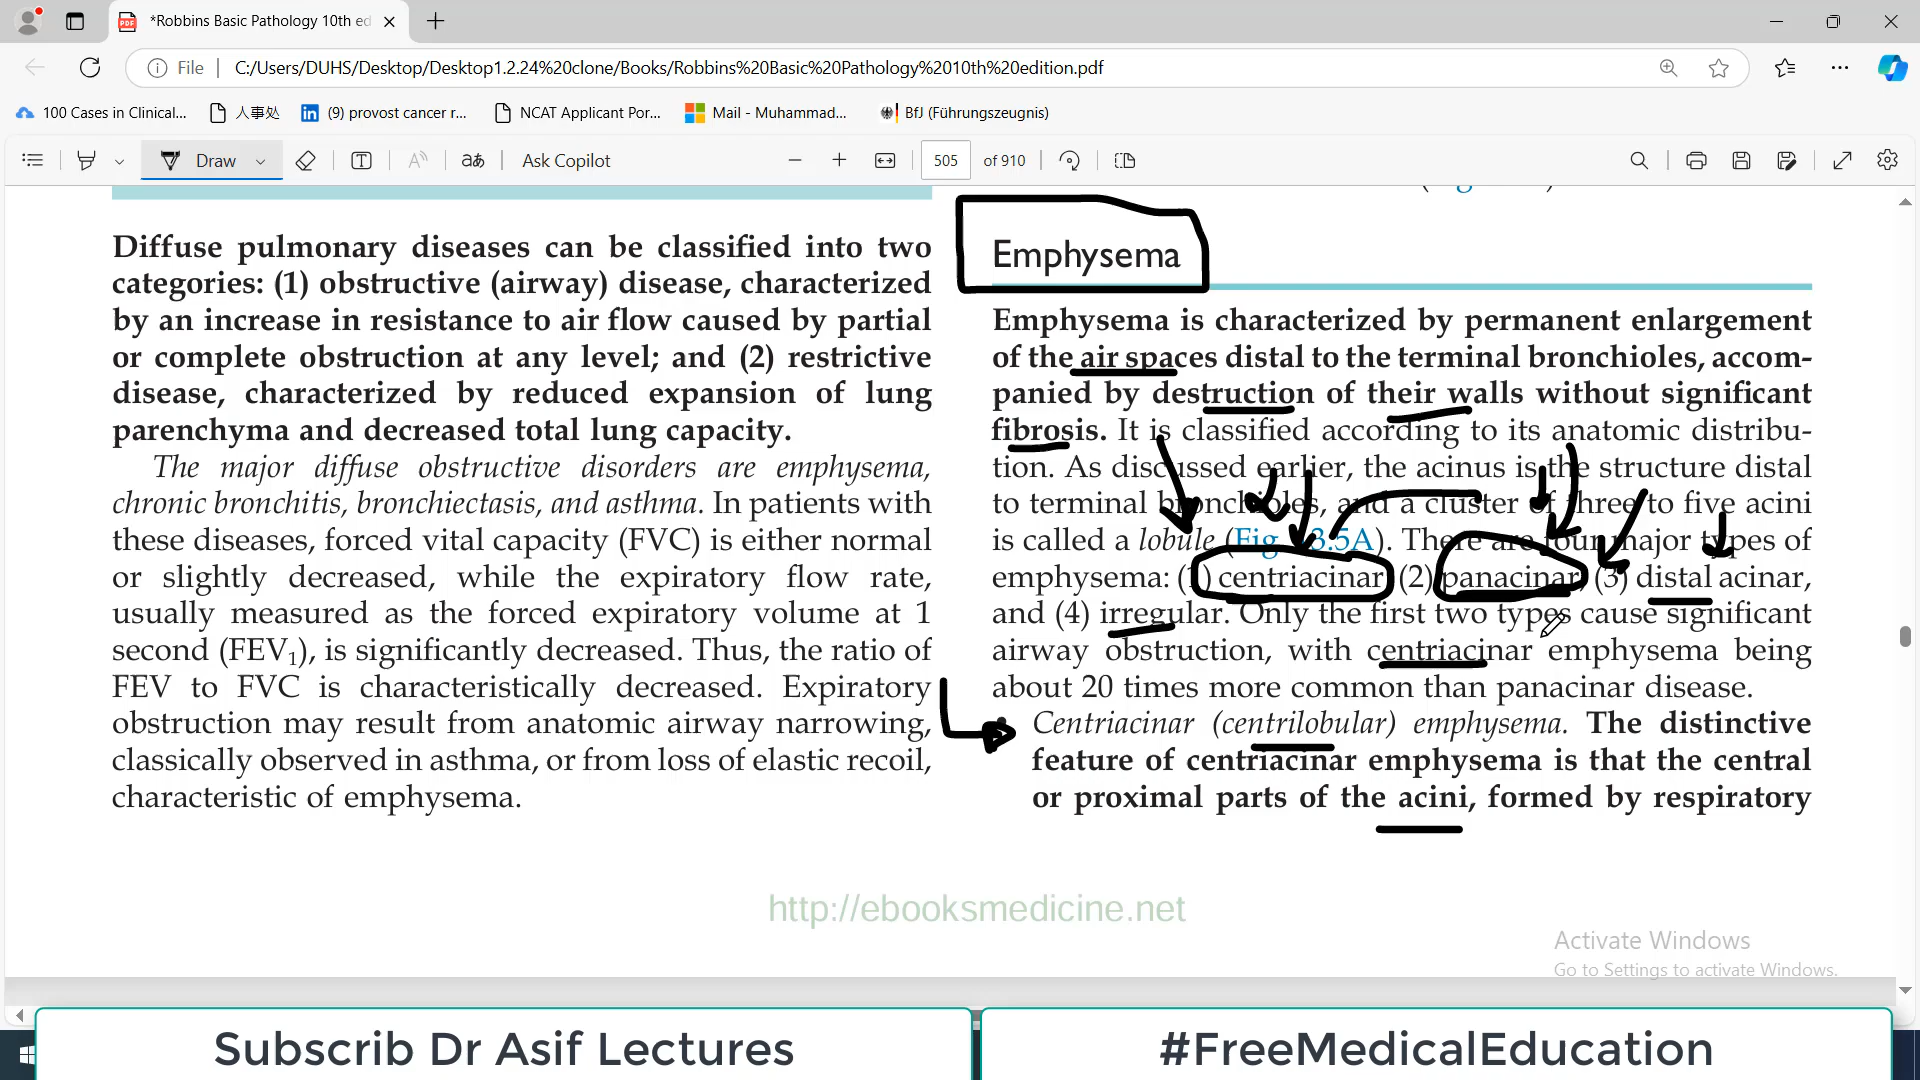 *Robbins Basic Pathology 10th ed
File
C:/Users/DUHS/Desktop/Desktop1.2.24%20clone/Books/Robbins%20Basic%20Pathology%2010th%20edition.pdf
100 Cases in Clinical...
人事处
(9) provost cancer r...
NCAT Applicant Por...
Mail - Muhammad...
BfJ (Führungszeugnis)
Draw
Ask Copilot
505 of 910
Diffuse pulmonary diseases can be classified into two
categories: (1) obstructive (airway) disease, characterized
by an increase in resistance to air flow caused by partial
or complete obstruction at any level; and (2) restrictive
disease, characterized by reduced expansion of lung
parenchyma and decreased total lung capacity.
The major diffuse obstructive disorders are emphysema,
chronic bronchitis, bronchiectasis, and asthma. In patients with
these diseases, forced vital capacity (FVC) is either normal
or slightly decreased, while the expiratory flow rate,
usually measured as the forced expiratory volume at 1
second (FEV1), is significantly decreased. Thus, the ratio of
FEV to FVC is characteristically decreased. Expiratory
obstruction may result from anatomic airway narrowing,
classically observed in asthma, or from loss of elastic recoil,
characteristic of emphysema.
Emphysema
Emphysema is characterized by permanent enlargement
of the air spaces distal to the terminal bronchioles, accom-
panied by destruction of their walls without significant
fibrosis. It is classified according to its anatomic distribu-
tion. As discussed earlier, the acinus is the structure distal
to terminal bronchioles, and a cluster of three to five acini
is called a lobule (Fig. 13.5A). There are four major types of
emphysema: (1) centriacinar, (2) panacinar, (3) distal acinar,
and (4) irregular. Only the first two types cause significant
airway obstruction, with centriacinar emphysema being
about 20 times more common than panacinar disease.
Centriacinar (centrilobular) emphysema. The distinctive
feature of centriacinar emphysema is that the central
or proximal parts of the acini, formed by respiratory
http://ebooksmedicine.net
Activate Windows
Go to Settings to activate Windows.
Subscrib Dr Asif Lectures
#FreeMedicalEducation